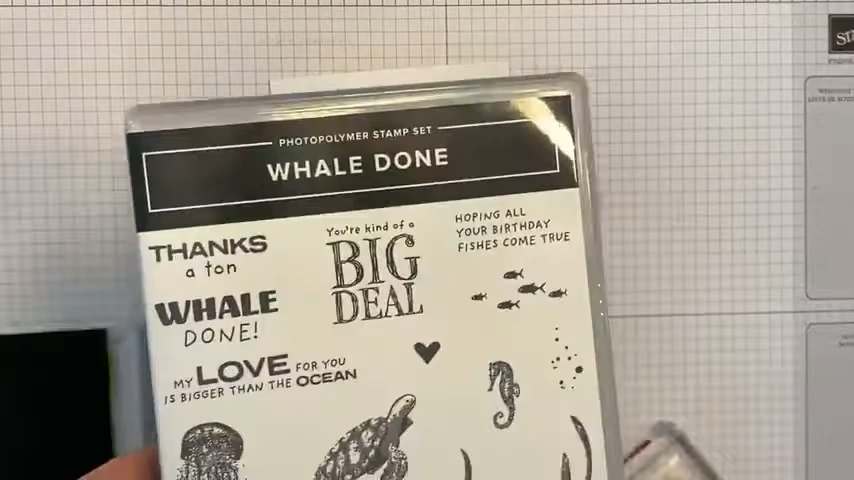 PHOTOPOLYMER STAMP SET
WHALE DONE
THANKS
a ton
You're kind of a
BIG
DEAL
HOPING ALL
YOUR BIRTHDAY
FISHES COME TRUE
WHALE
DONE!
MY LOVE FOR YOU
IS BIGGER THAN THE OCEAN